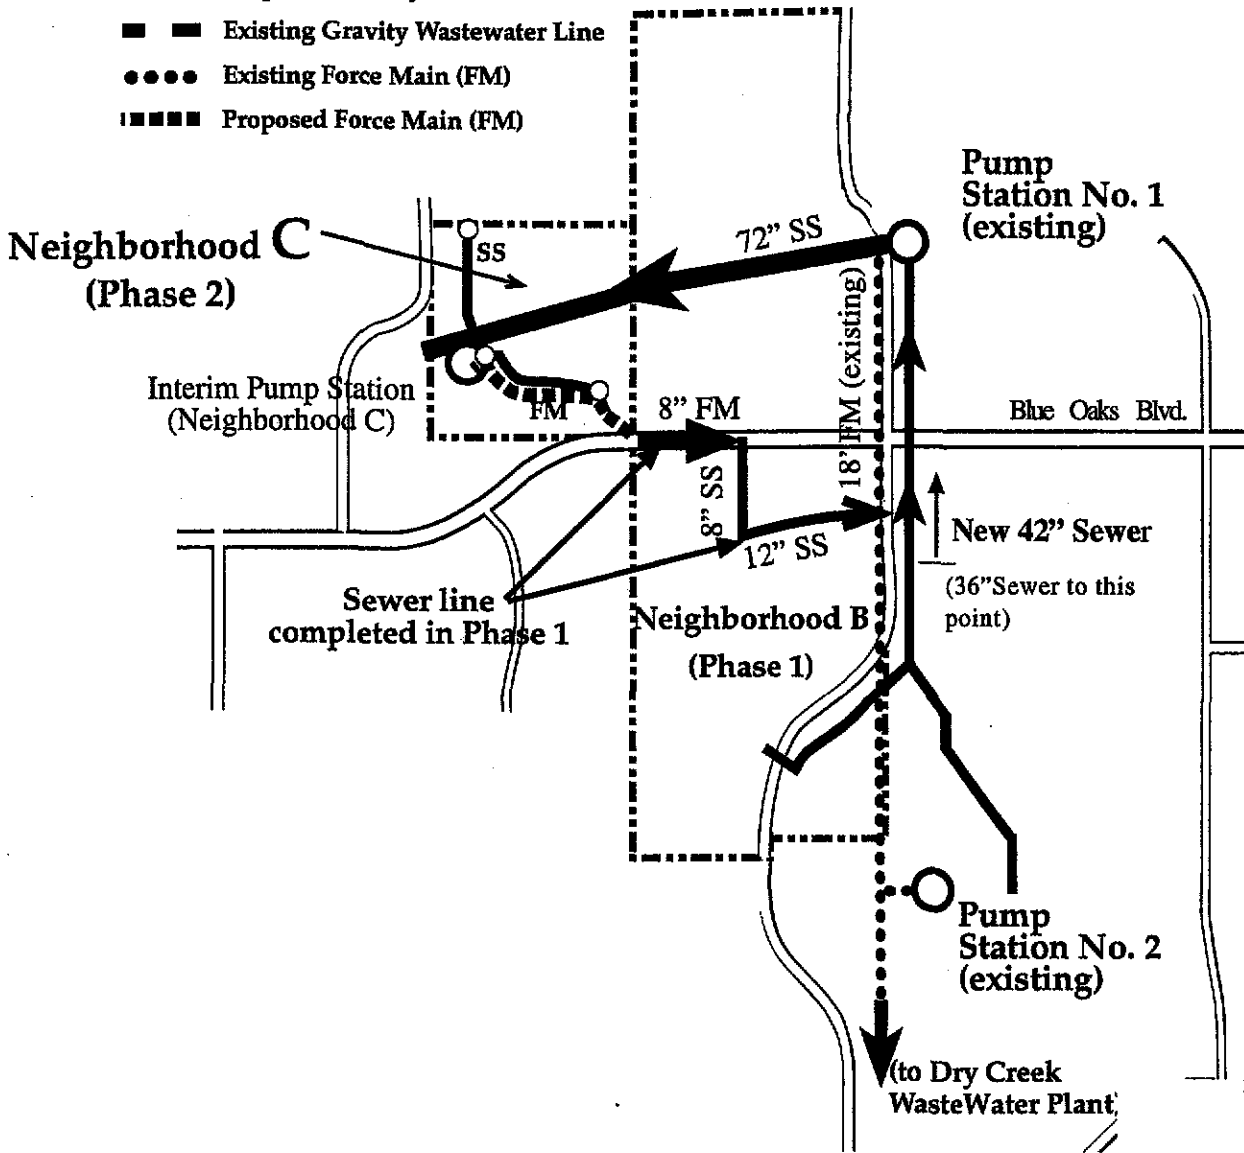 Existing Gravity Wastewater Line
Existing Force Main (FM)
Proposed Force Main (FM)
Pump
Station No. 1
(existing)
72” SS
Neighborhood C
(Phase 2)
SS
18’ FM (existing)
Interim Pump Station
(Neighborhood C)
FM
8” FM
Blue Oaks Blvd.
8” SS
12” SS
New 42” Sewer
(36”Sewer to this
point)
Sewer line
completed in Phase 1
Neighborhood B
(Phase 1)
Pump
Station No. 2
(existing)
(to Dry Creek
WasteWater Plant